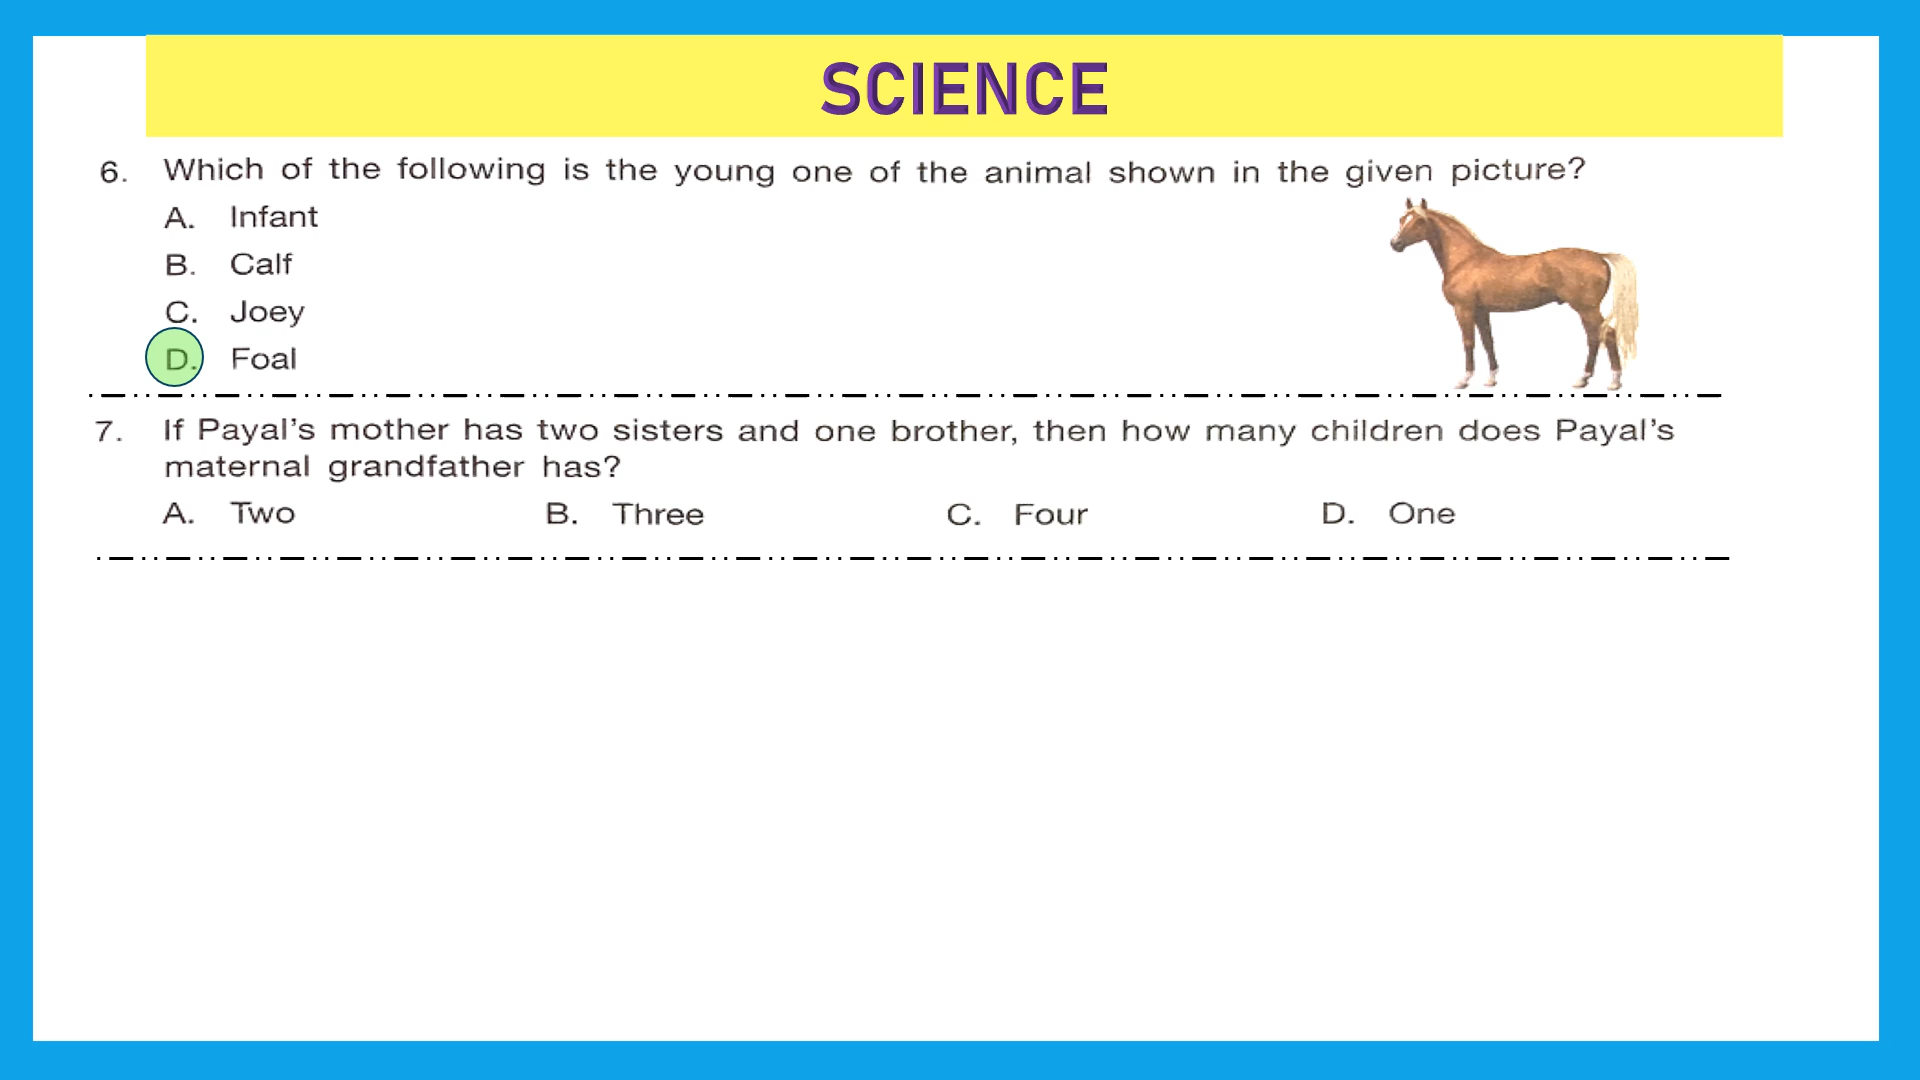 SCIENCE
6. Which of the following is the young one of the animal shown in the given picture?
A. Infant
B. Calf
C. Joey
D. Foal
7. If Payal's mother has two sisters and one brother, then how many children does Payal's
maternal grandfather has?
A. Two B. Three C. Four D. One